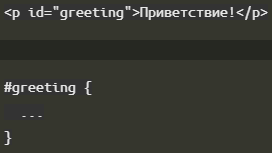 <p id="greeting">Приветствие!</p>
#greeting {
...
}